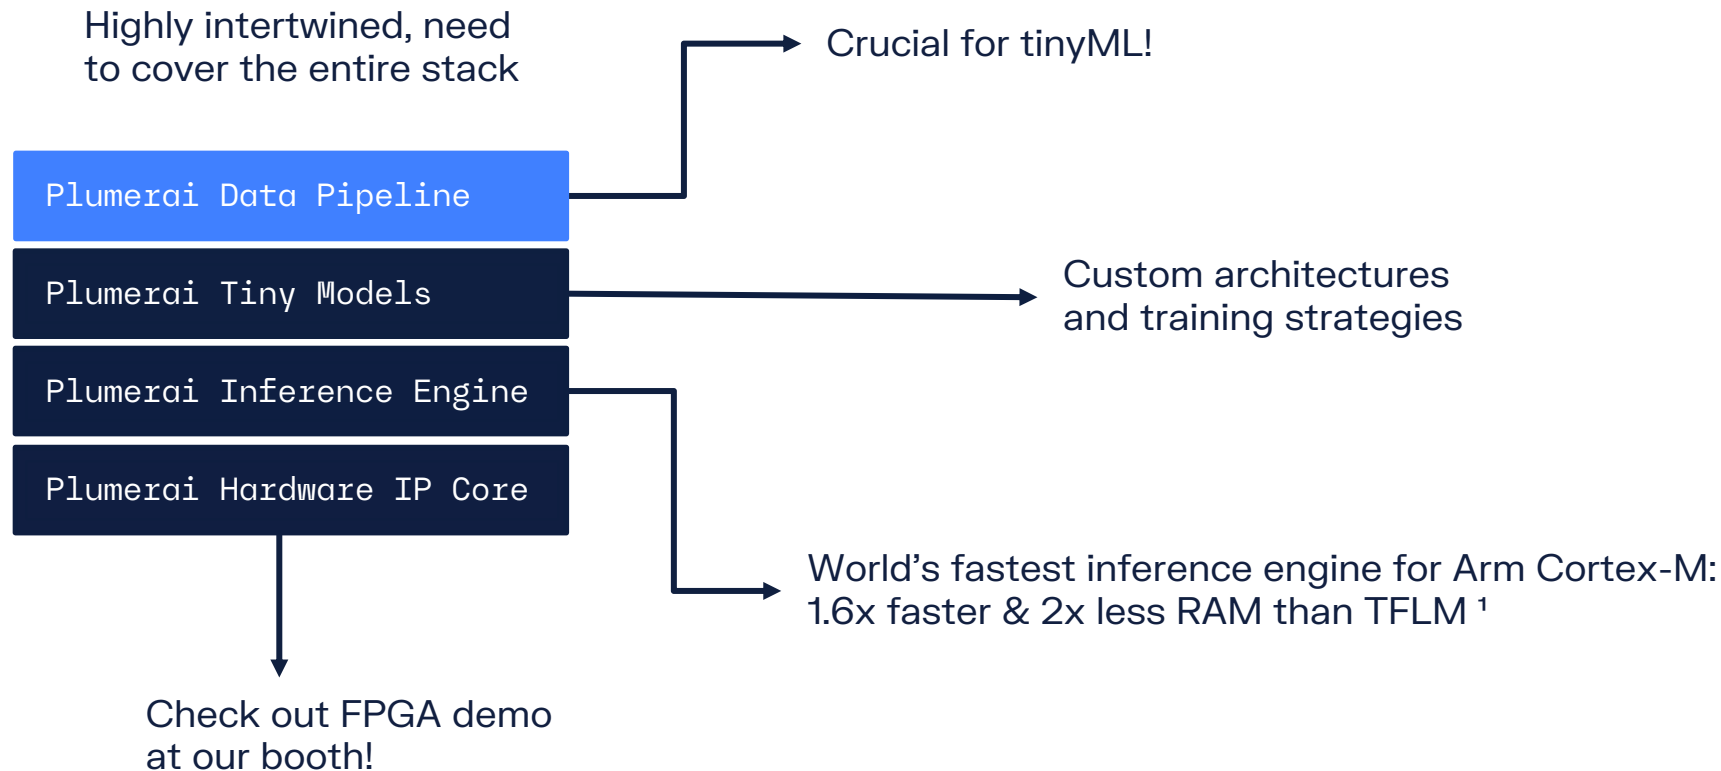 Highly intertwined, need
to cover the entire stack
Crucial for tinyML!
Plumerai Data Pipeline
Plumerai Tiny Models
Custom architectures
and training strategies
Plumerai Inference Engine
Plumerai Hardware IP Core
World’s fastest inference engine for Arm Cortex-M:
1.6x faster & 2x less RAM than TFLM ¹
Check out FPGA demo
at our booth!